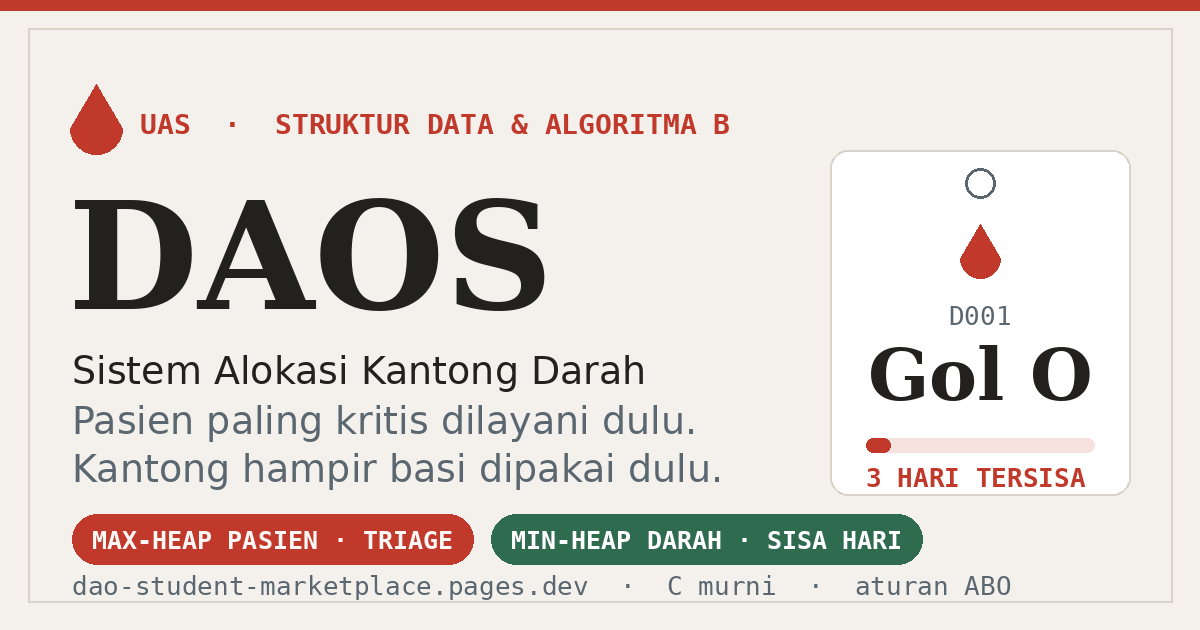 UAS · STRUKTUR DATA & ALGORITMA B
DAOS
Sistem Alokasi Kantong Darah
Pasien paling kritis dilayani dulu.
Kantong hampir basi dipakai dulu.
MAX-HEAP PASIEN · TRIAGE
MIN-HEAP DARAH · SISA HARI
dao-student-marketplace.pages.dev · C murni · aturan ABO
D001
Gol O
3 HARI TERSISA